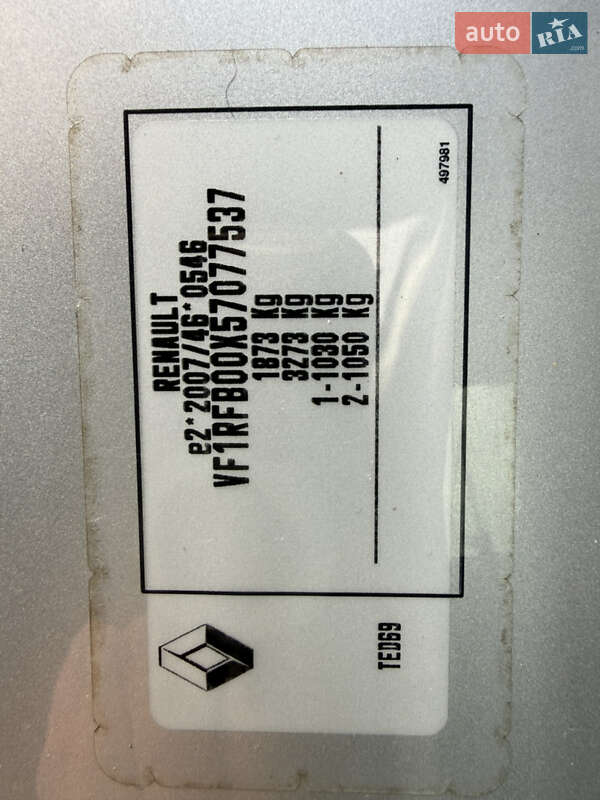 auto RIA.com
RENAULT
e2*2007/46*0546
VF1RFB00X57077537
1873 Kg
3273 Kg
1-1030 Kg
2-1050 Kg
497981
TED69